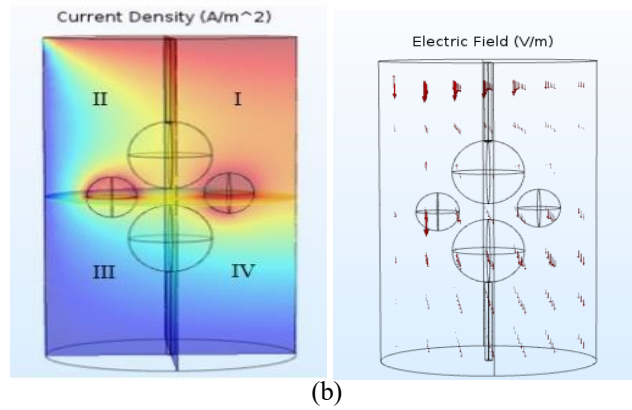 Current Density (A/m^2)
II I
III IV
Electric Field (V/m)
(b)